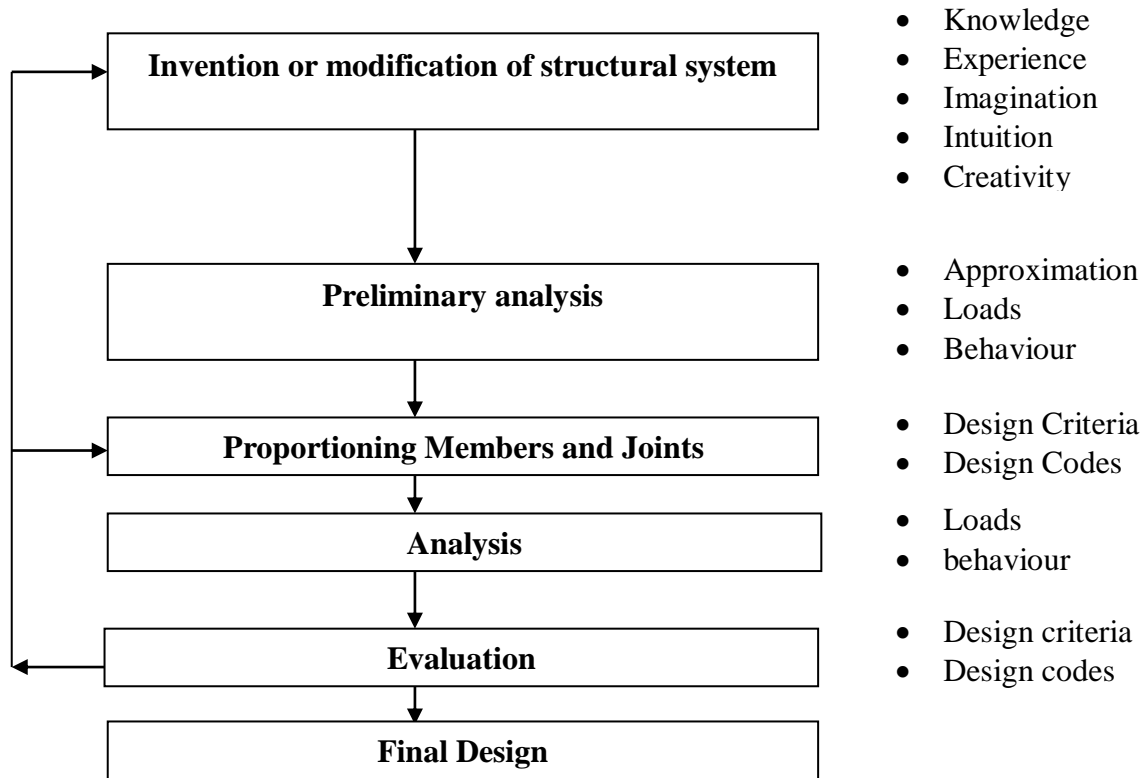 Invention or modification of structural system
• Knowledge
• Experience
• Imagination
• Intuition
• Creativity
Preliminary analysis
• Approximation
• Loads
• Behaviour
Proportioning Members and Joints
• Design Criteria
• Design Codes
Analysis
• Loads
• behaviour
Evaluation
• Design criteria
• Design codes
Final Design